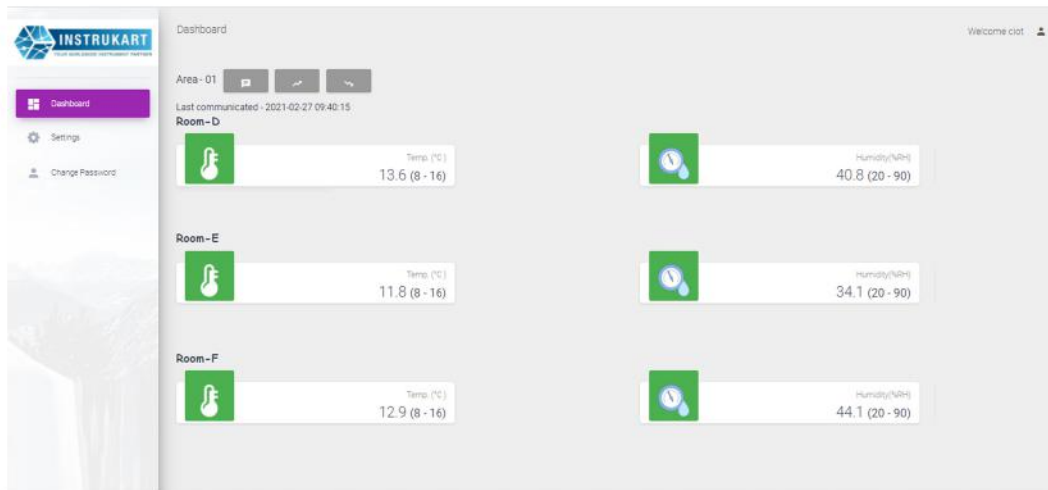 INSTRUKART
Dashboard
Welcome ciot
Dashboard
Settings
Change Password
Area - 01
Last communicated - 2021-02-27 09:40:15
Room-D
Temp. (°C)
13.6 (8 - 16)
Humidity(%RH)
40.8 (20 - 90)
Room-E
Temp. (°C)
11.8 (8 - 16)
Humidity(%RH)
34.1 (20 - 90)
Room-F
Temp. (°C)
12.9 (8 - 16)
Humidity(%RH)
44.1 (20 - 90)